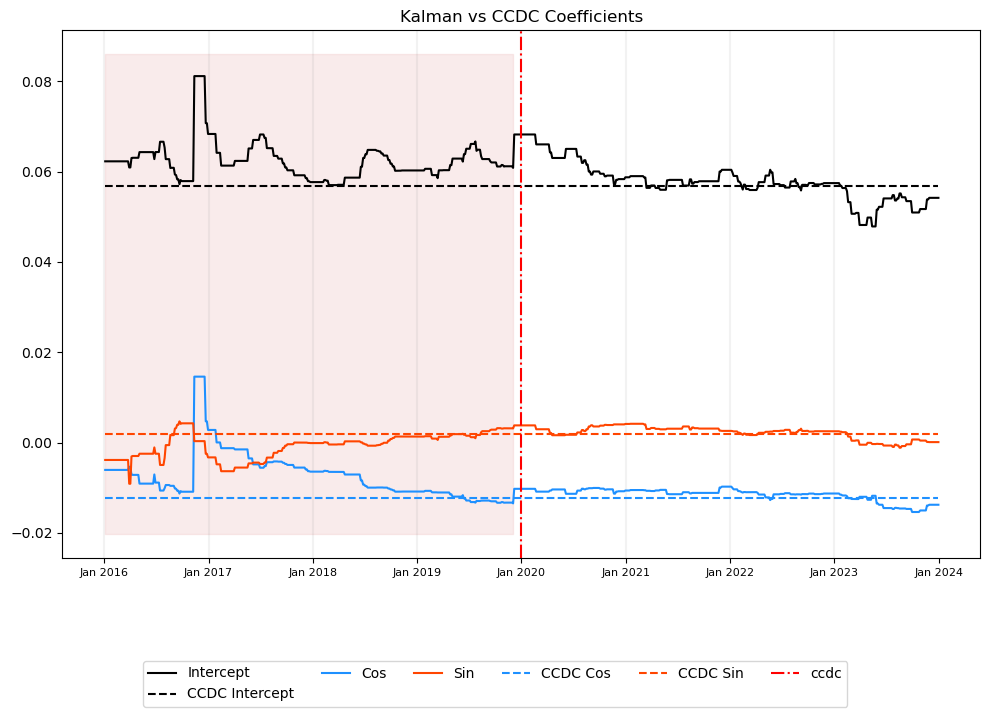 Kalman vs CCDC Coefficients
0.08
0.06
0.04
0.02
0.00
−0.02
Jan 2016 Jan 2017 Jan 2018 Jan 2019 Jan 2020 Jan 2021 Jan 2022 Jan 2023 Jan 2024
Intercept Cos Sin CCDC Cos CCDC Sin ccdc
CCDC Intercept